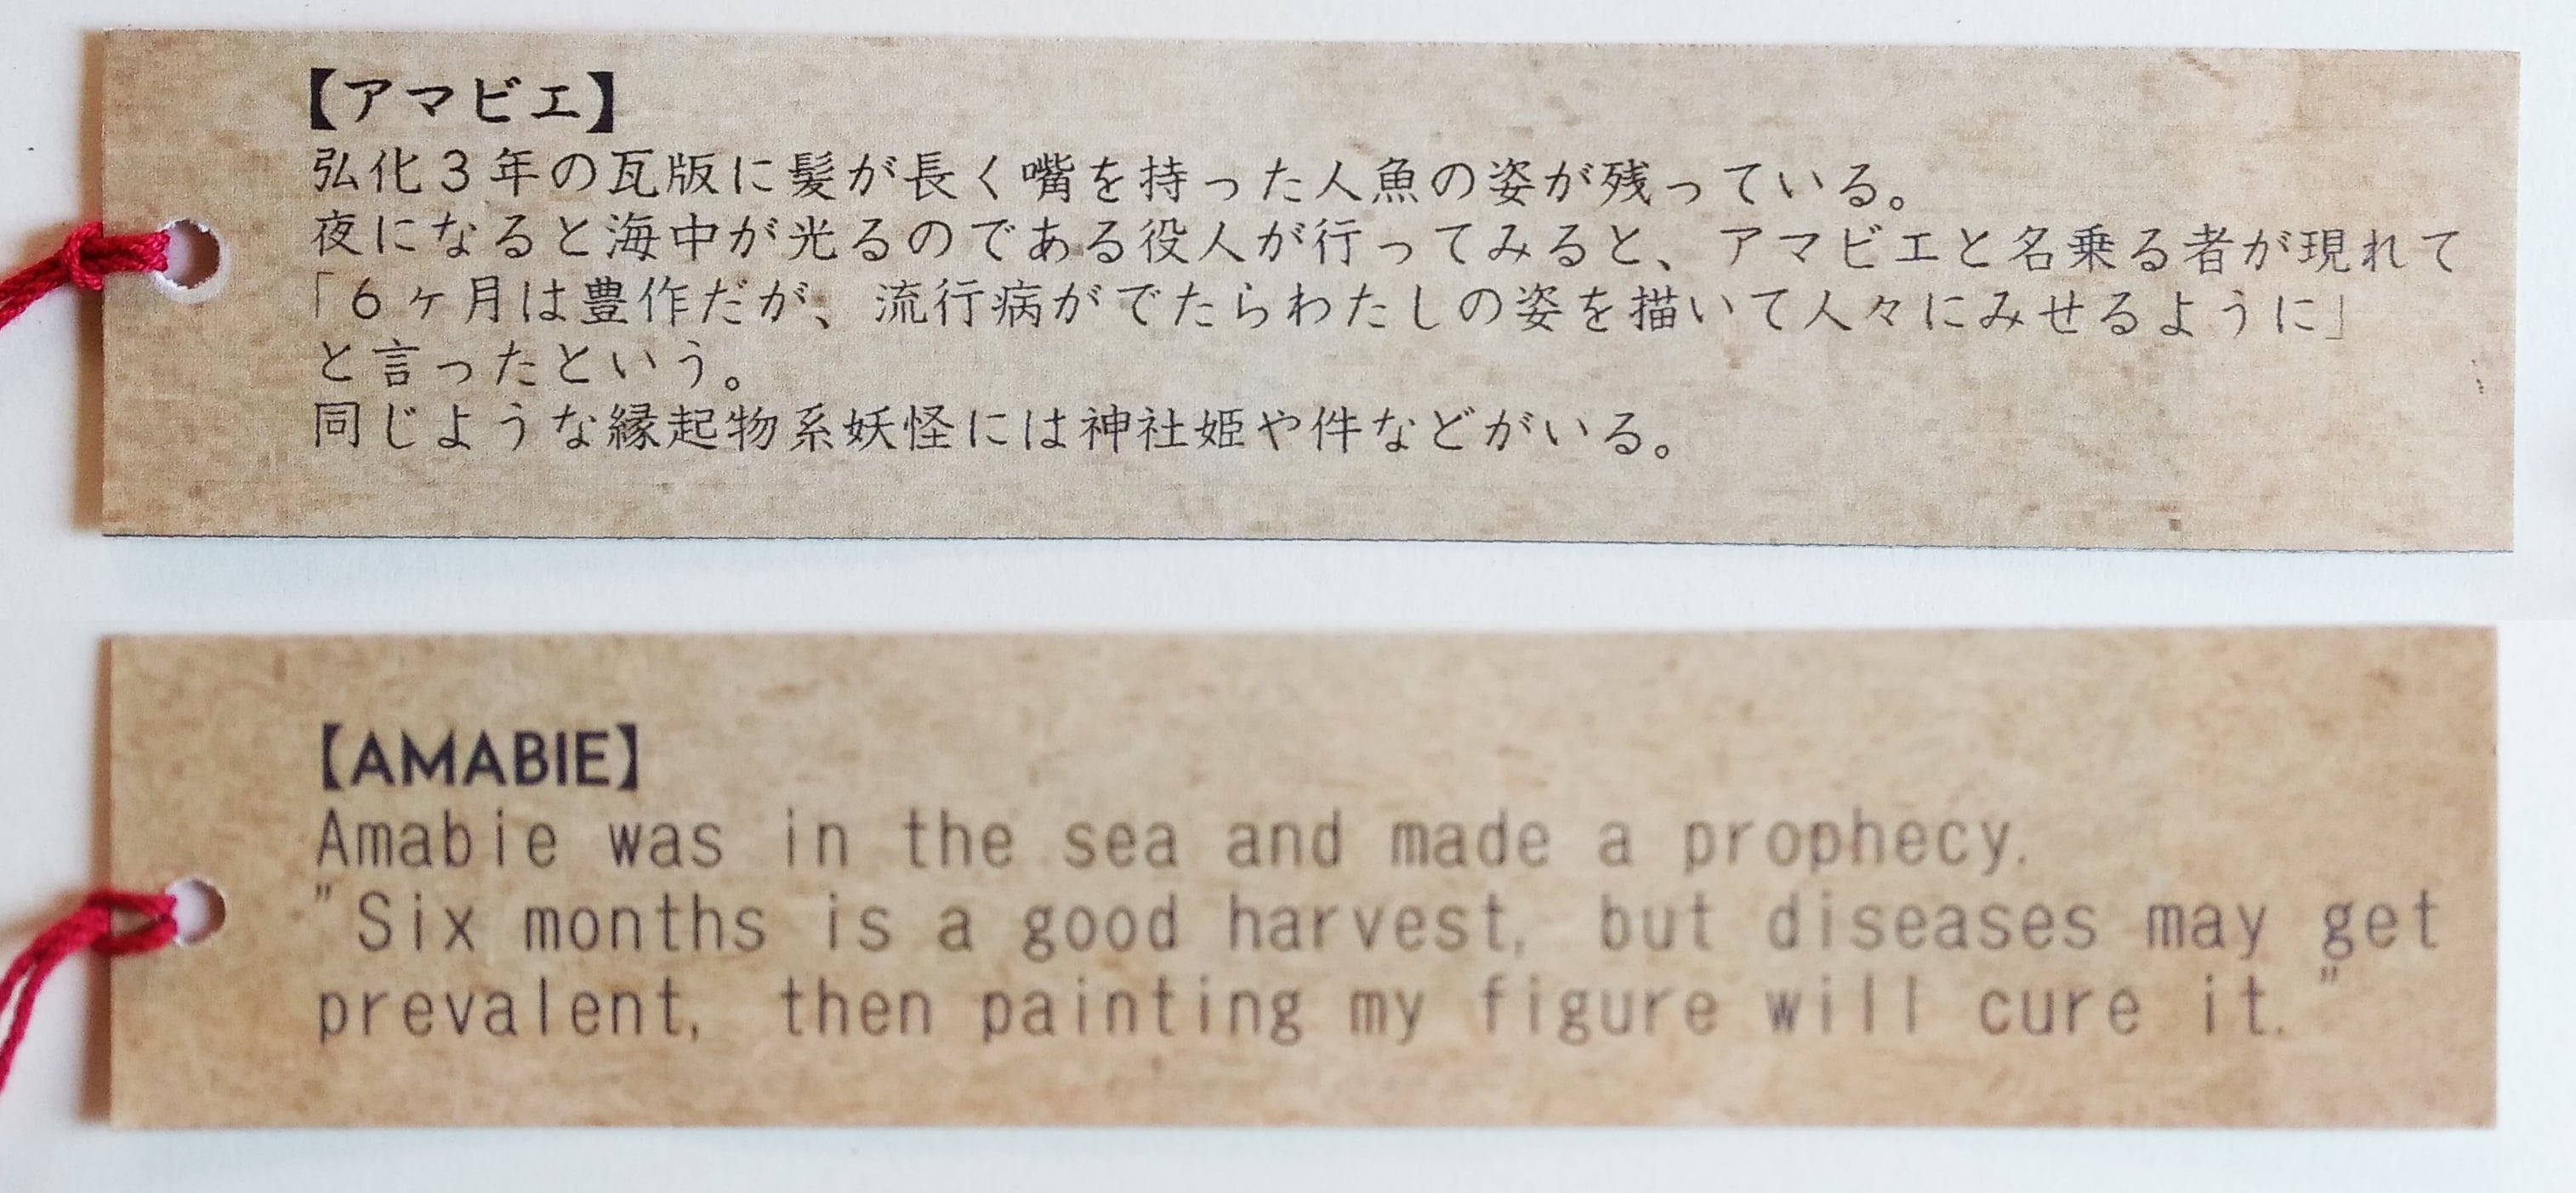 【アマビエ】
弘化３年の瓦版に髪が長く嘴を持った人魚の姿が残っている。
夜になると海中が光るのである役人が行ってみると、アマビエと名乗る者が現れて
「６ヶ月は豊作だが、流行病がでたらわたしの姿を描いて人々にみせるように」
と言ったという。
同じような縁起物系妖怪には神社姫や件などがいる。
【AMABIE】
Amabie was in the sea and made a prophecy.
"Six months is a good harvest, but diseases may get
prevalent, then painting my figure will cure it."